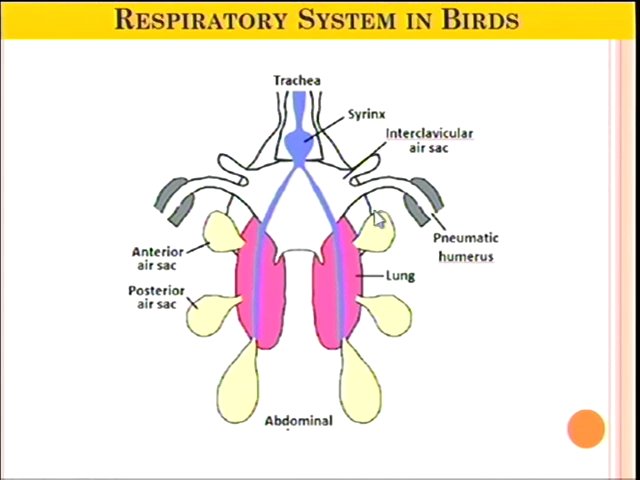 RESPIRATORY SYSTEM IN BIRDS
Trachea
Syrinx
Interclavicular
air sac
Pneumatic
humerus
Anterior
air sac
Lung
Posterior
air sac
Abdominal